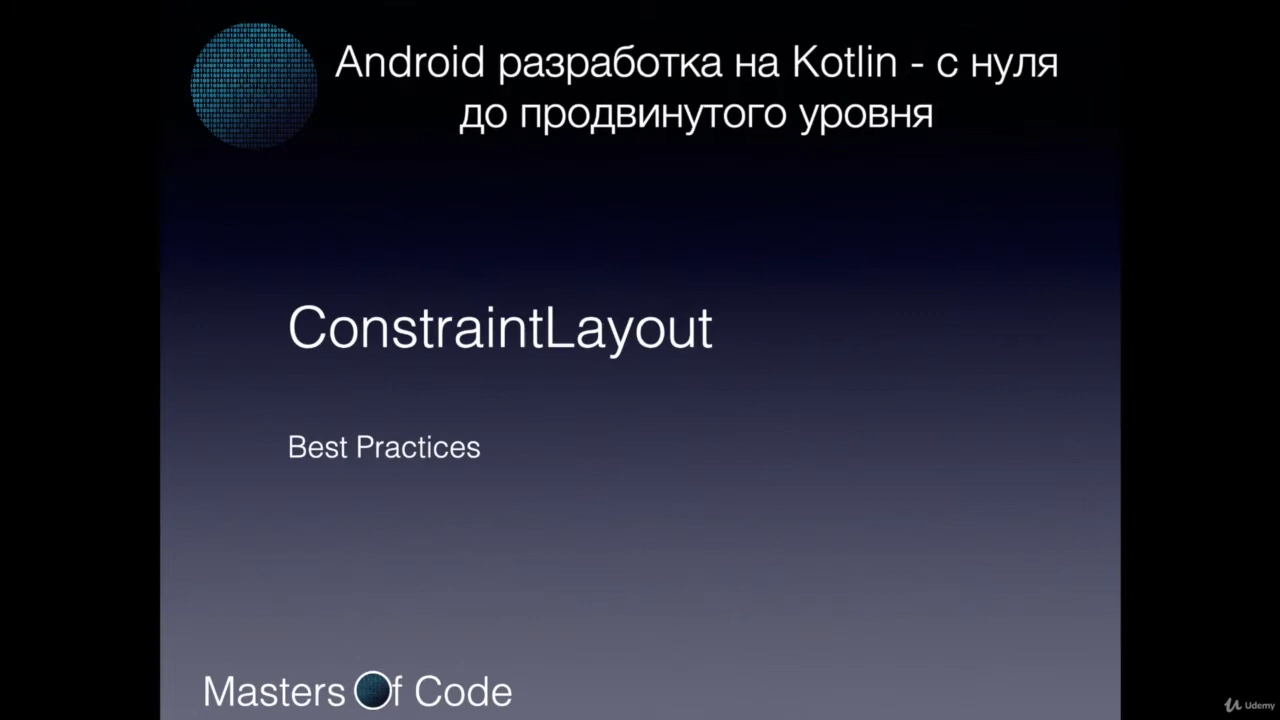 Android разработка на Kotlin - с нуля
до продвинутого уровня
ConstraintLayout
Best Practices
Masters Of Code
Udemy